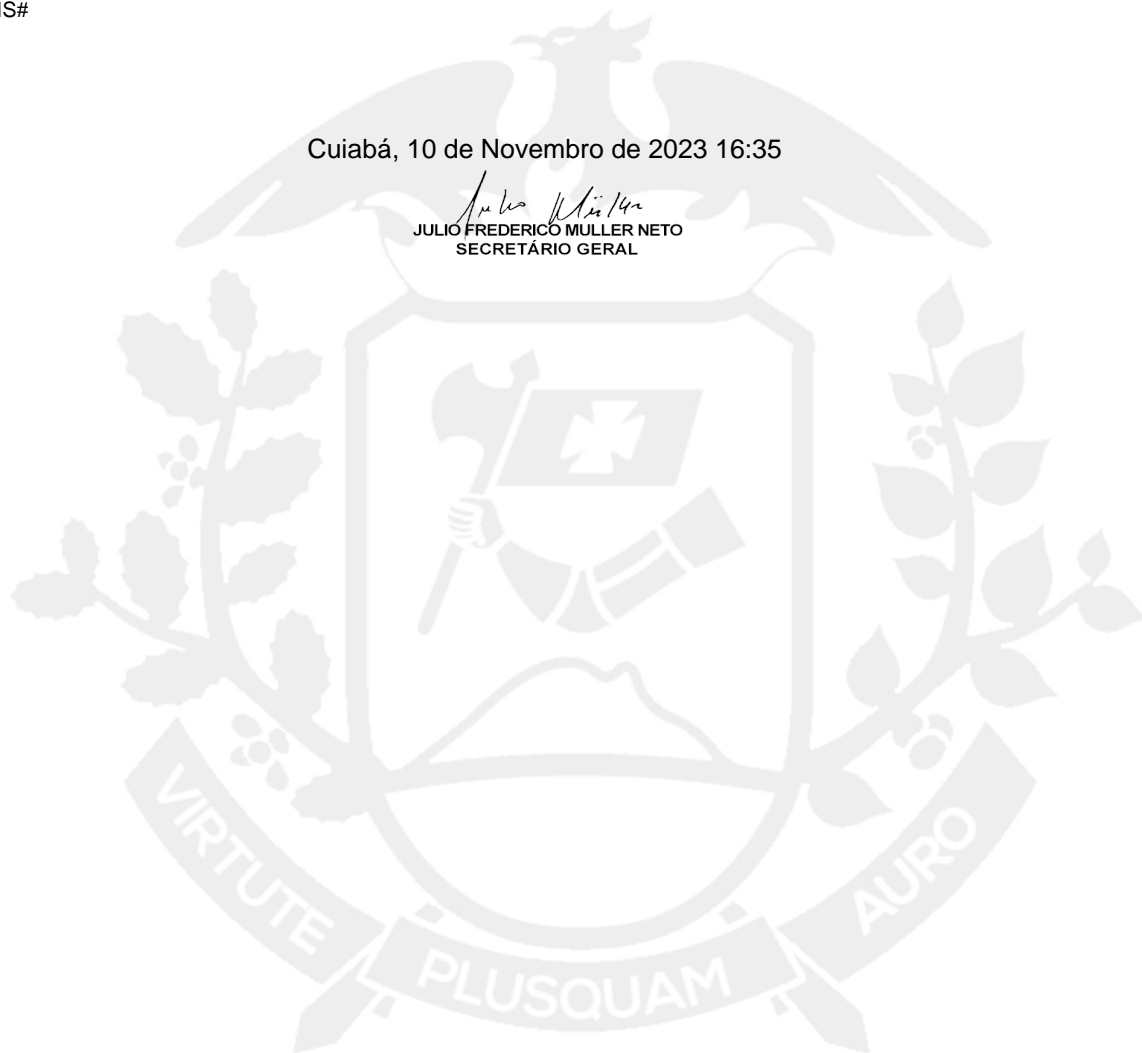 Cuiabá, 10 de Novembro de 2023 16:35
JULIO FREDERICO MULLER NETO
SECRETÁRIO GERAL
VIRTUTE
PLUSQUAM
AURO